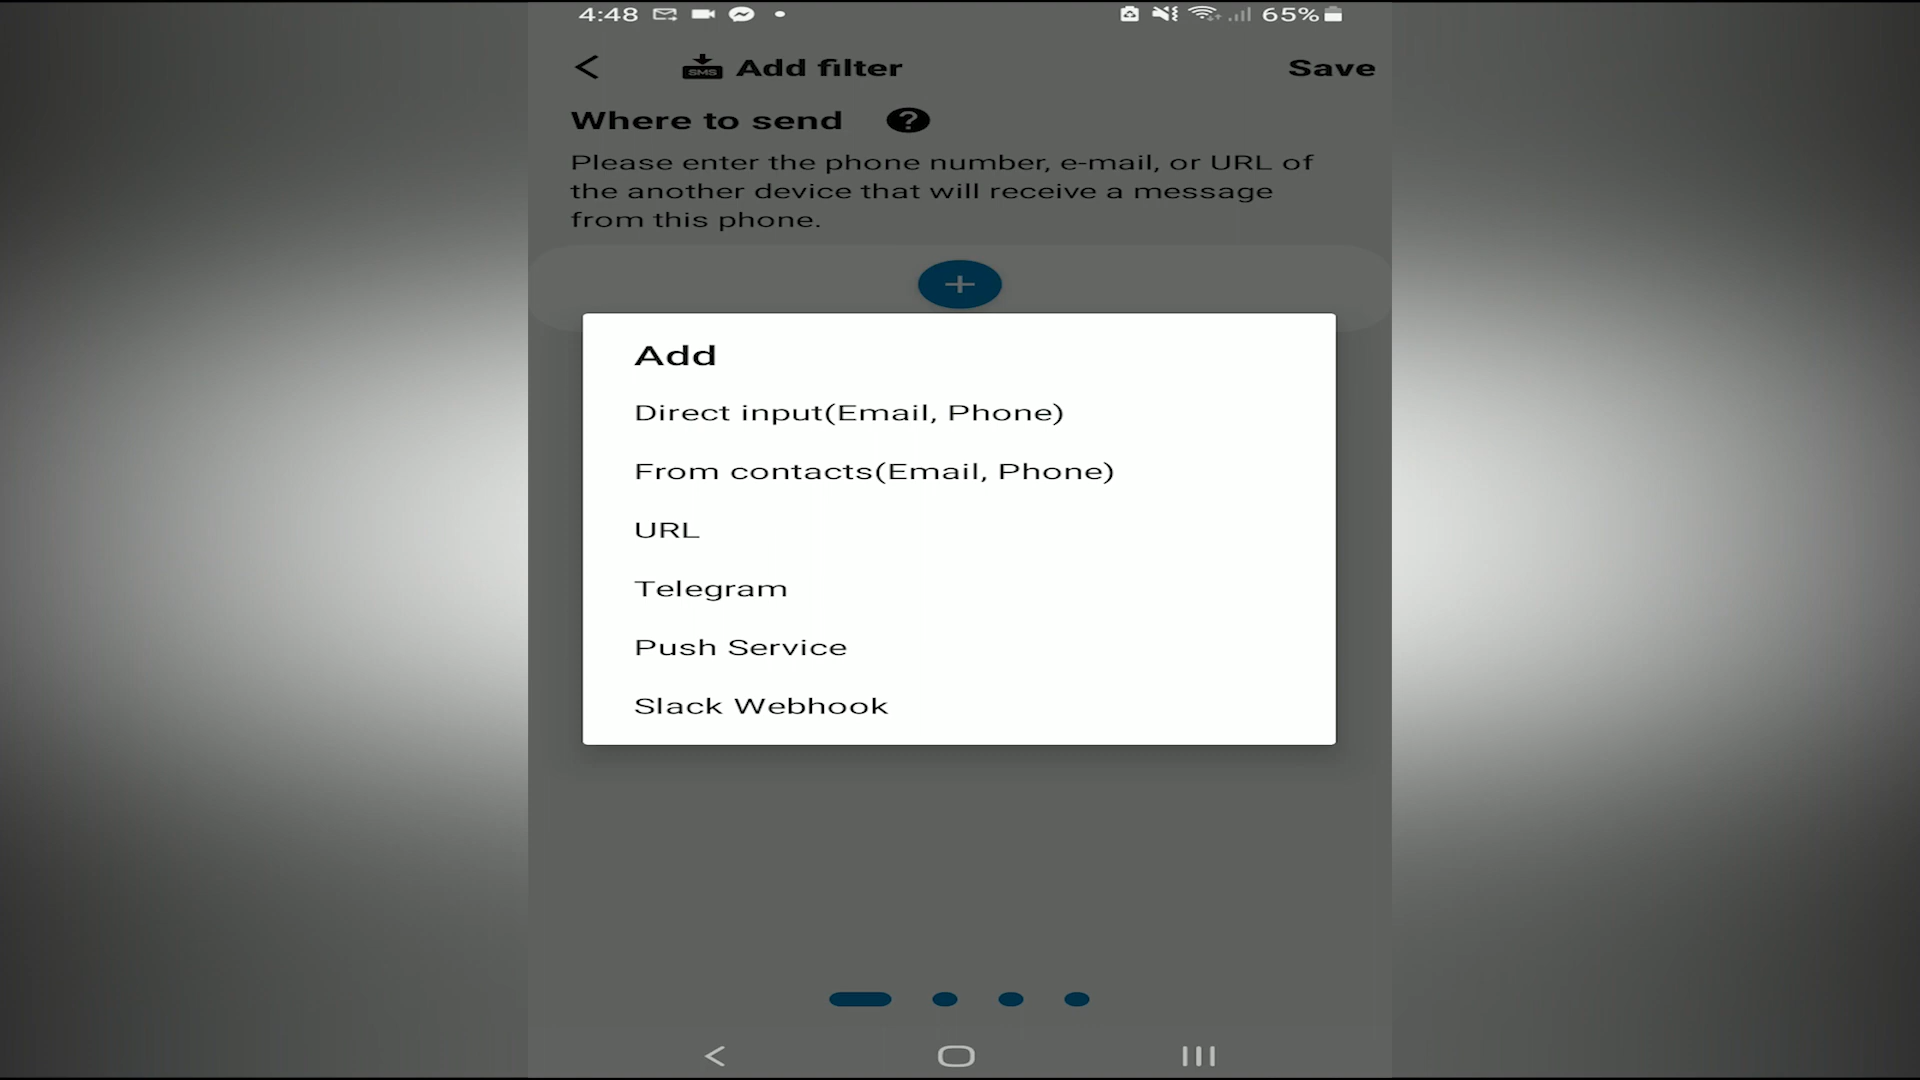 4:48
65%
SMS
Add filter
Save
Where to send
?
Please enter the phone number, e-mail, or URL of
the another device that will receive a message
from this phone.
Add
Direct input(Email, Phone)
From contacts(Email, Phone)
URL
Telegram
Push Service
Slack Webhook